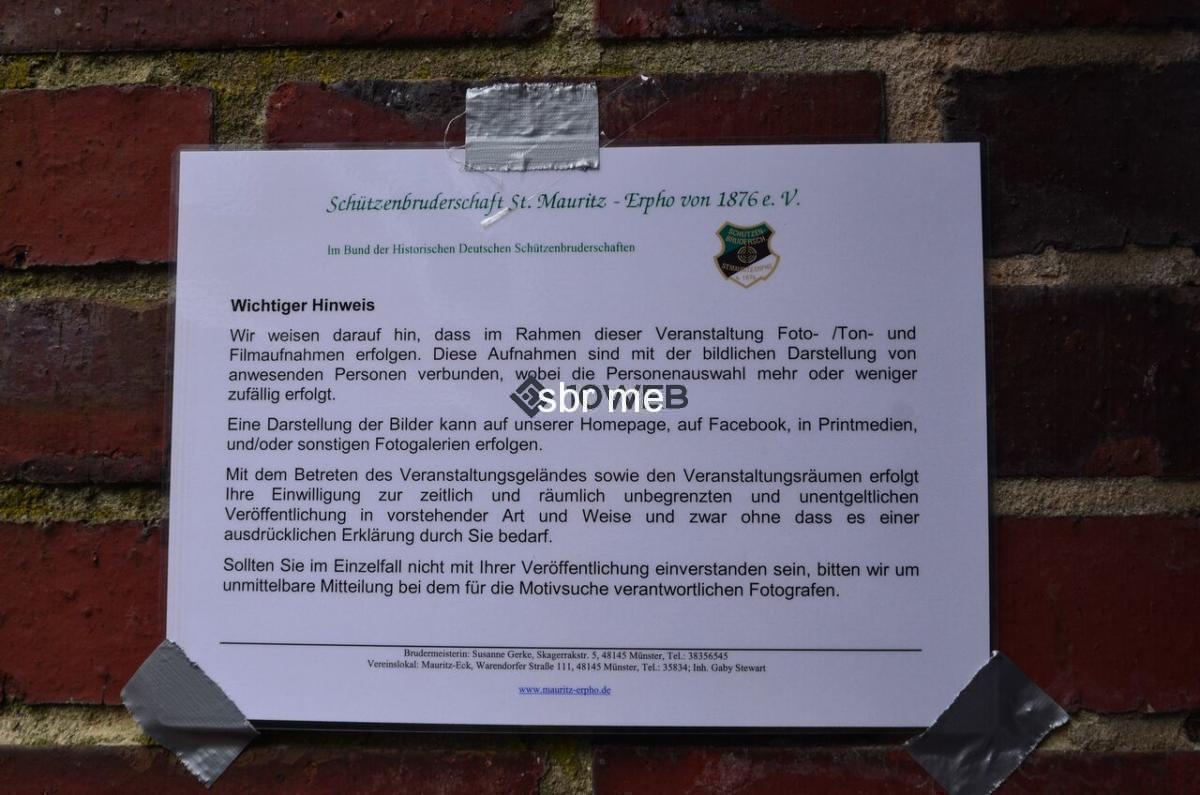 Schützenbruderschaft St. Mauritz - Erpho von 1876 e. V.
Im Bund der Historischen Deutschen Schützenbruderschaften
SCHÜTZEN-
BRUDERSCH.
ST.MAURITZ-ERPHO
1876
Wichtiger Hinweis
Wir weisen darauf hin, dass im Rahmen dieser Veranstaltung Foto- /Ton- und
Filmaufnahmen erfolgen. Diese Aufnahmen sind mit der bildlichen Darstellung von
anwesenden Personen verbunden, wobei die Personenauswahl mehr oder weniger
zufällig erfolgt.
sbr me
Eine Darstellung der Bilder kann auf unserer Homepage, auf Facebook, in Printmedien,
und/oder sonstigen Fotogalerien erfolgen.
Mit dem Betreten des Veranstaltungsgeländes sowie den Veranstaltungsräumen erfolgt
Ihre Einwilligung zur zeitlich und räumlich unbegrenzten und unentgeltlichen
Veröffentlichung in vorstehender Art und Weise und zwar ohne dass es einer
ausdrücklichen Erklärung durch Sie bedarf.
Sollten Sie im Einzelfall nicht mit Ihrer Veröffentlichung einverstanden sein, bitten wir um
unmittelbare Mitteilung bei dem für die Motivsuche verantwortlichen Fotografen.
Brudermeisterin: Susanne Gerke, Skagerrakstr. 5, 48145 Münster, Tel.: 38356545
Vereinslokal: Mauritz-Eck, Warendorfer Straße 111, 48145 Münster, Tel.: 35834; Inh. Gaby Stewart
www.mauritz-erpho.de